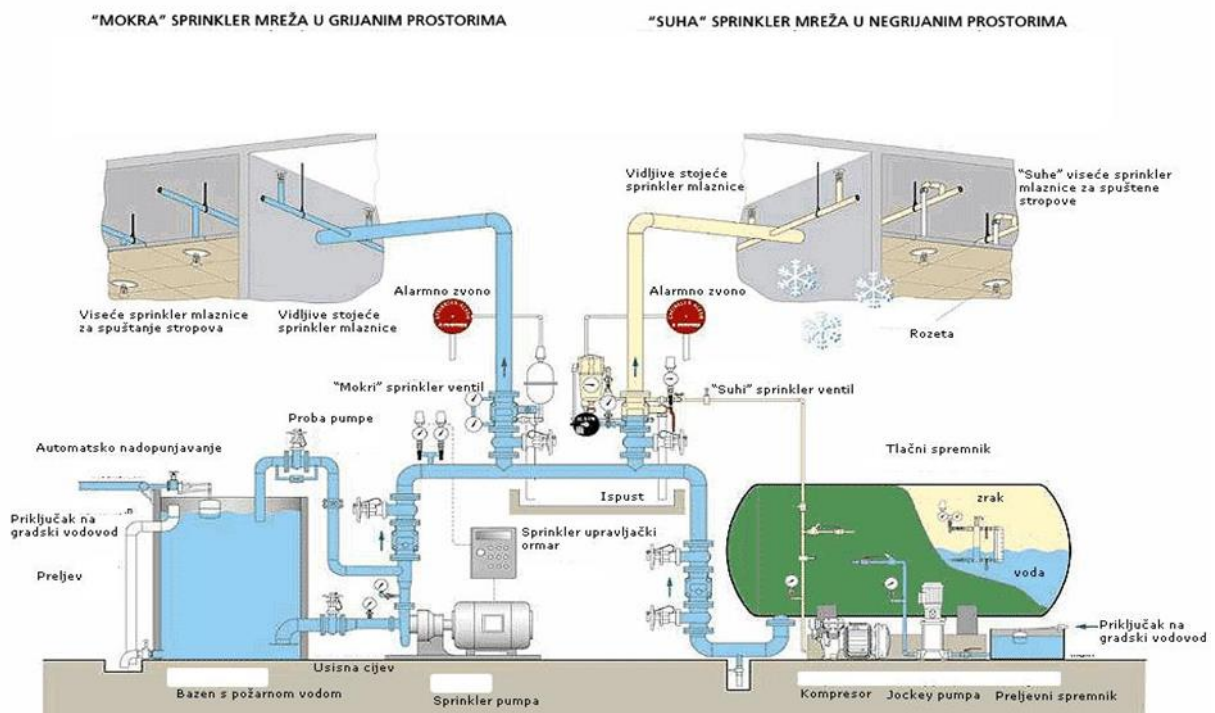 “MOKRA” SPRINKLER MREŽA U GRIJANIM PROSTORIMA
“SUHA” SPRINKLER MREŽA U NEGRIJANIM PROSTORIMA
Vidljive stojeće
sprinkler mlaznice
“Suhe” viseće sprinkler
mlaznice za spuštene
stropove
Viseće sprinkler mlaznice
za spuštanje stropova
Vidljive stojeće
sprinkler mlaznice
Alarmno zvono
Alarmno zvono
Rozeta
“Mokri” sprinkler ventil
“Suhi” sprinkler ventil
Proba pumpe
Automatsko nadopunjavanje
Tlačni spremnik
Ispust
zrak
Priključak na
gradski vodovod
Sprinkler upravljački
ormar
Preljev
voda
Priključak na
gradski vodovod
Usisna cijev
Bazen s požarnom vodom
Sprinkler pumpa
Kompresor
Jockey pumpa
Preljevni spremnik